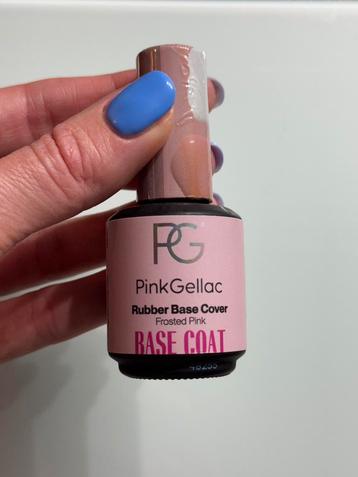 PG
PinkGellac
Rubber Base Cover
Frosted Pink
BASE COAT